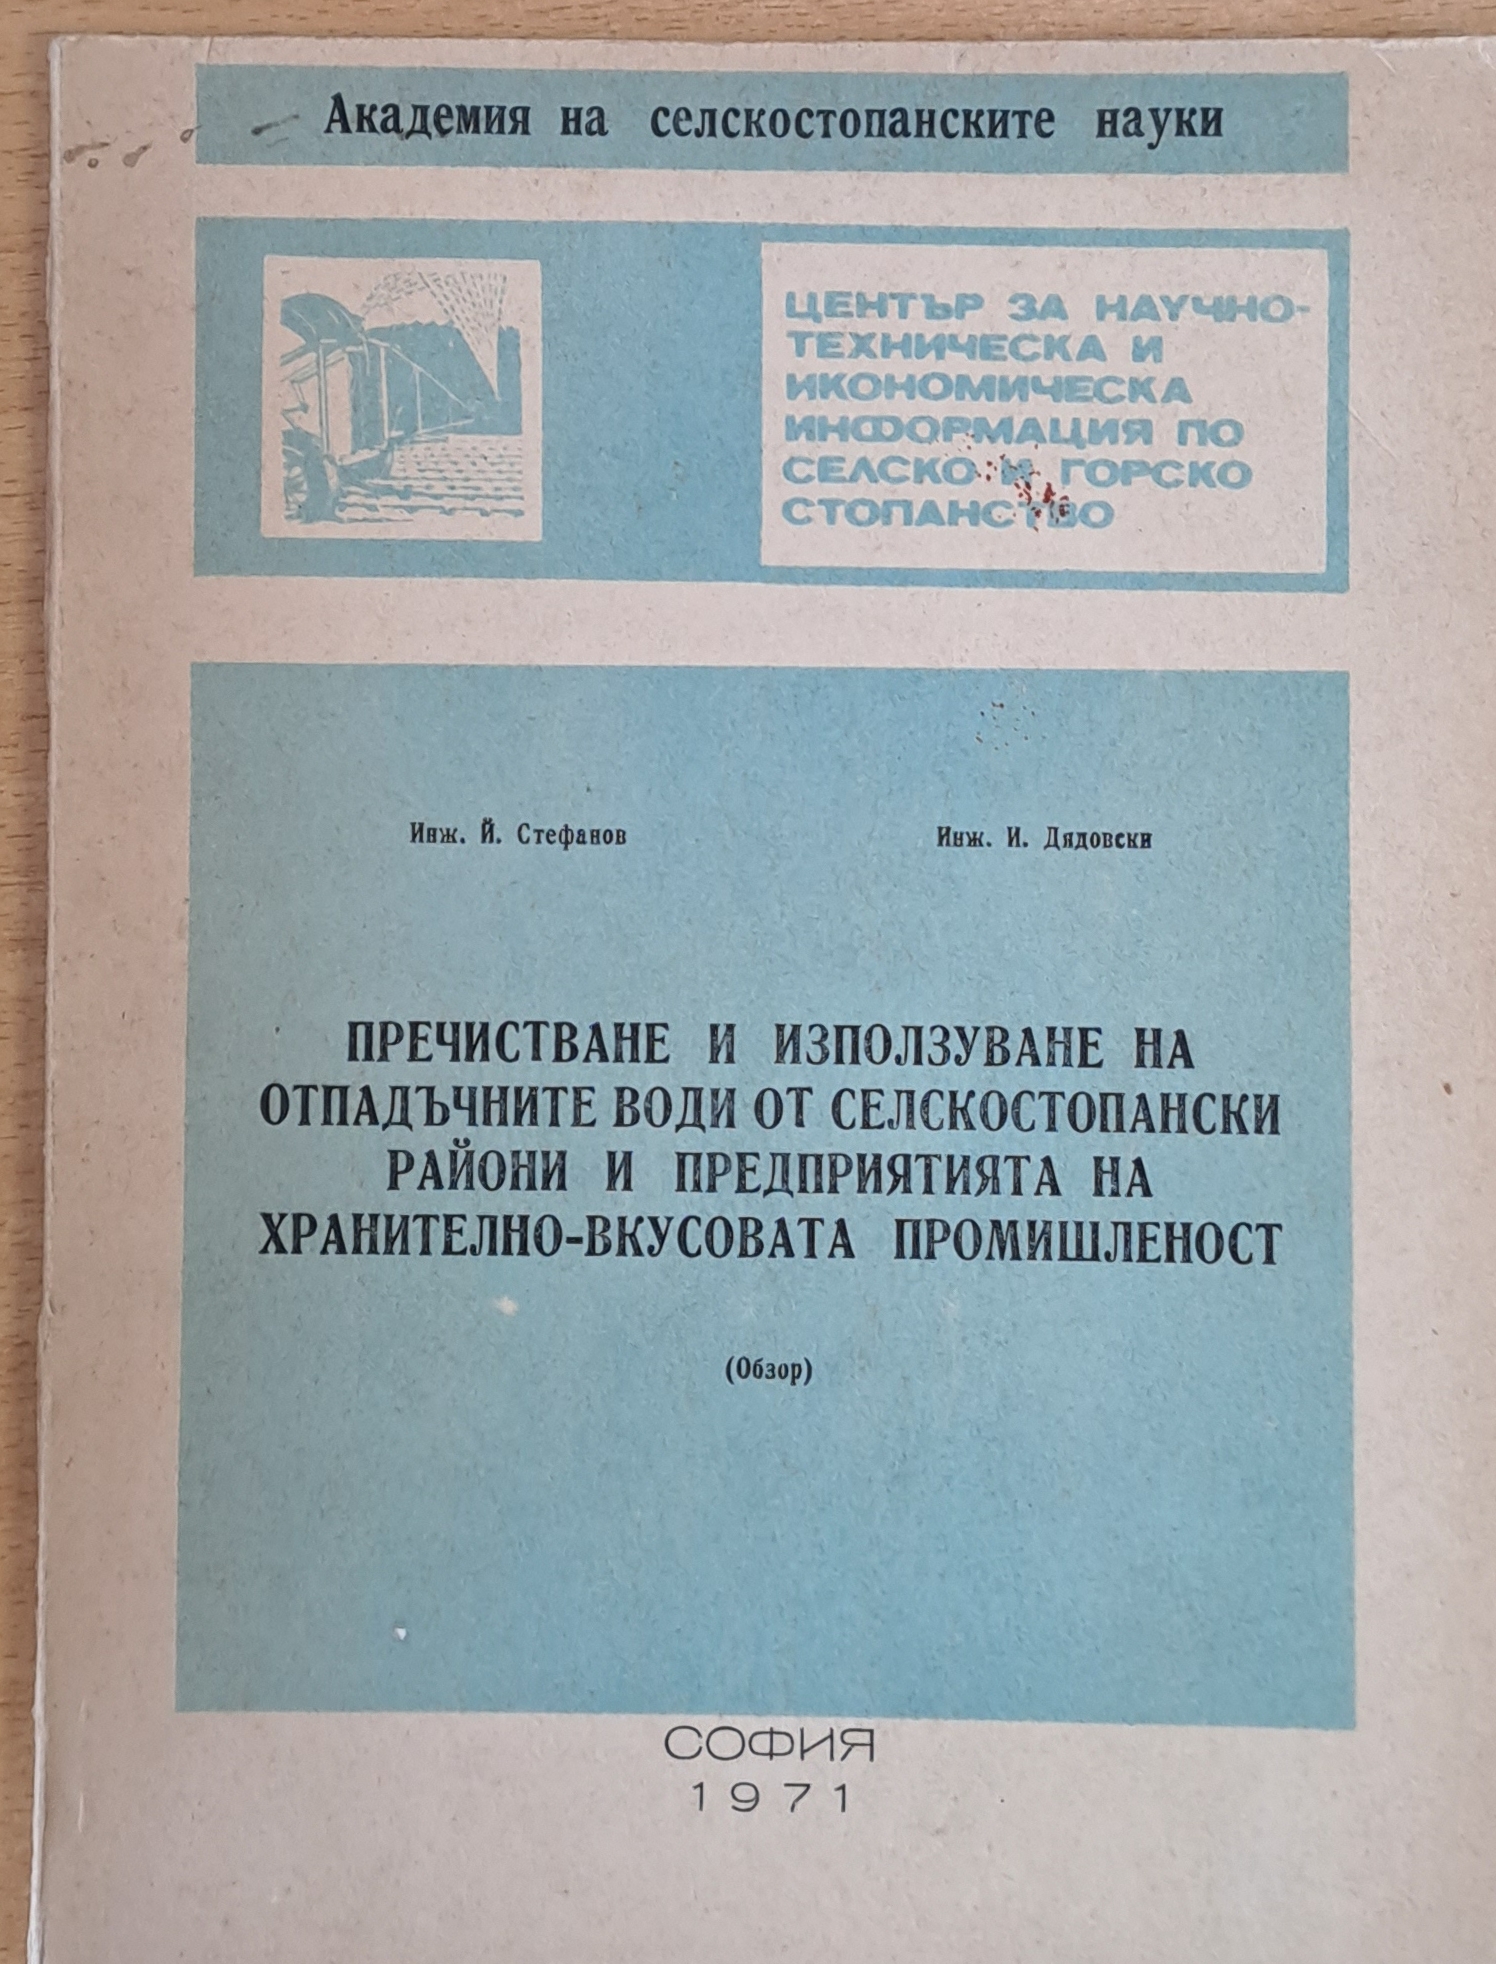 Академия на селскостопанските науки
ЦЕНТЪР ЗА НАУЧНО-
ТЕХНИЧЕСКА И
ИКОНОМИЧЕСКА
ИНФОРМАЦИЯ ПО
СЕЛСКО И ГОРСКО
СТОПАНСТВО
Инж. Й. Стефанов Инж. И. Дядовски
ПРЕЧИСТВАНЕ И ИЗПОЛЗУВАНЕ НА
ОТПАДЪЧНИТЕ ВОДИ ОТ СЕЛСКОСТОПАНСКИ
РАЙОНИ И ПРЕДПРИЯТИЯТА НА
ХРАНИТЕЛНО-ВКУСОВАТА ПРОМИШЛЕНОСТ
(Обзор)
СОФИЯ
1971